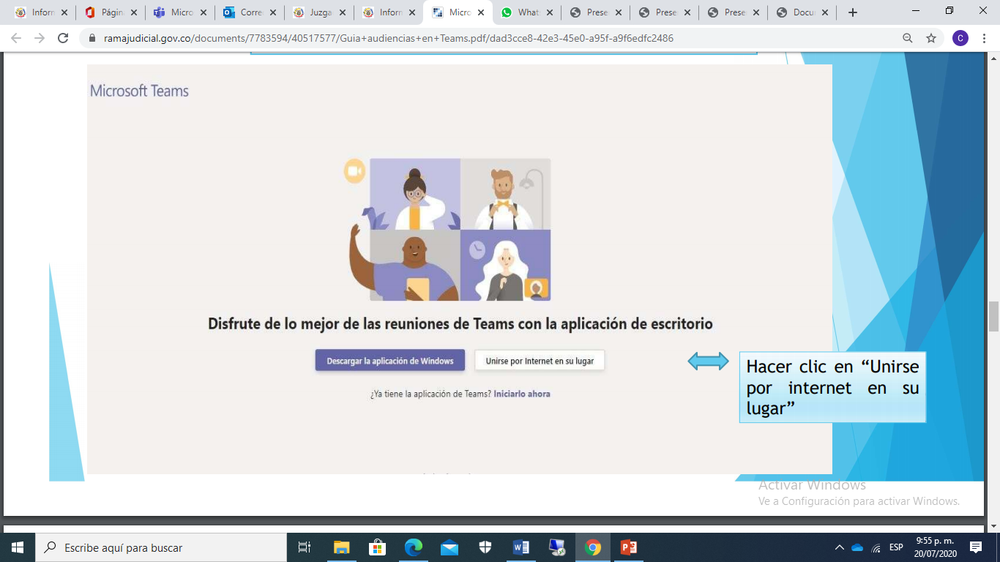 Inform
Págin
Micro
Corre
Juzga
Inform
Micro
What
Prese
Prese
Prese
Docu
ramajudicial.gov.co/documents/7783594/40517577/Guia+audiencias+en+Teams.pdf/dad3cce8-42e3-45e0-a95f-a9f6edfc2486
C
Microsoft Teams
Disfrute de lo mejor de las reuniones de Teams con la aplicación de escritorio
Descargar la aplicación de Windows
Unirse por Internet en su lugar
¿Ya tiene la aplicación de Teams? Iniciarlo ahora
Hacer clic en “Unirse
por internet en su
lugar”
Activar Windows
Ve a Configuración para activar Windows.
Escribe aquí para buscar
ESP
9:55 p. m.
20/07/2020